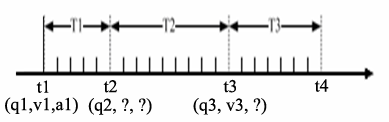 T1 T2 T3
t1 t2 t3 t4
(q1,v1,a1) (q2, ?, ?) (q3, v3, ?)